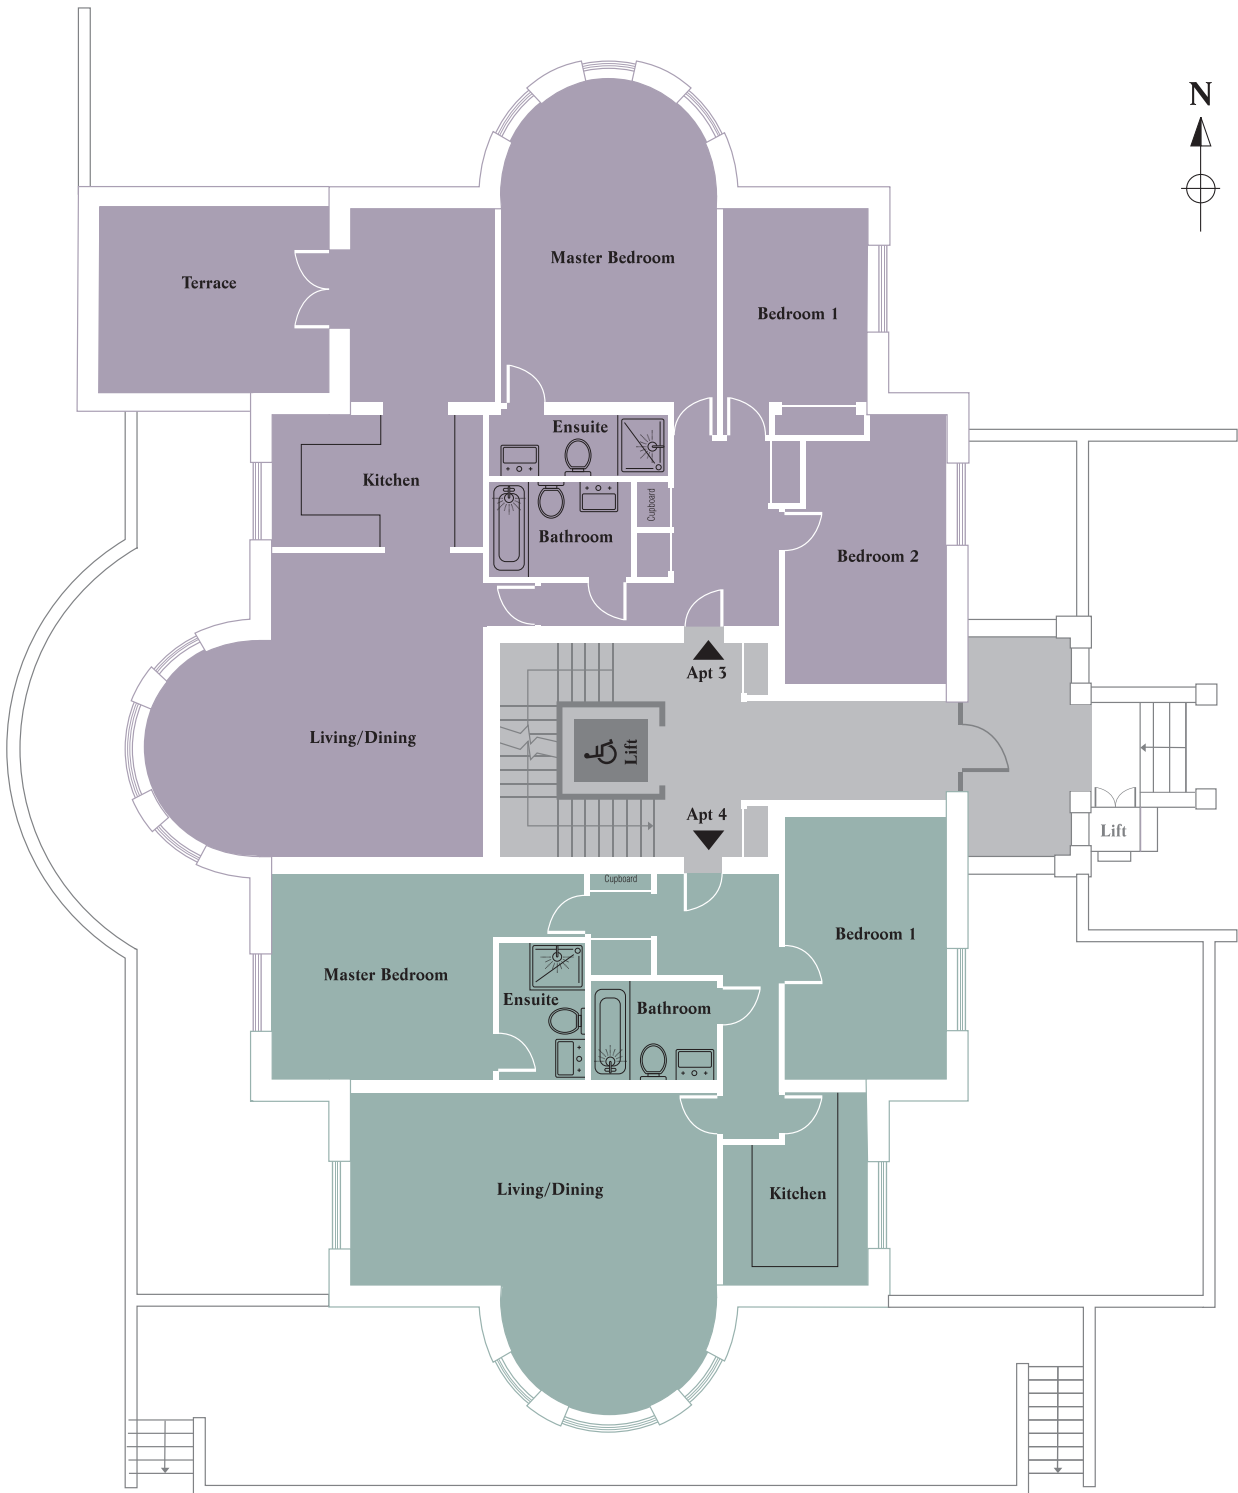 N
Master Bedroom
Terrace
Bedroom 1
Ensuite
Kitchen
Cupboard
Bathroom
Bedroom 2
Apt 3
Living/Dining
Lift
Apt 4
Lift
Cupboard
Bedroom 1
Master Bedroom
Ensuite
Bathroom
Living/Dining
Kitchen